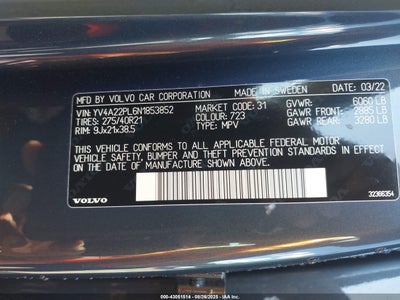 MFD BY VOLVO CAR CORPORATION MADE IN SWEDEN DATE: 03/22
VIN: YV4A22PL6N1853852 MARKET CODE: 31 GVWR: 6060 LB
TIRES: 275/40R21 COLOUR: 723 GAWR FRONT: 2885 LB
RIM: 9Jx21x38.5 TYPE: MPV GAWR REAR: 3280 LB
THIS VEHICLE CONFORMS TO ALL APPLICABLE FEDERAL MOTOR
VEHICLE SAFETY, BUMPER AND THEFT PREVENTION STANDARDS IN EFFECT
ON THE DATE OF MANUFACTURE SHOWN ABOVE.
VOLVO 32366354
000-43051514 - 08/26/2025 - IAAI.COM